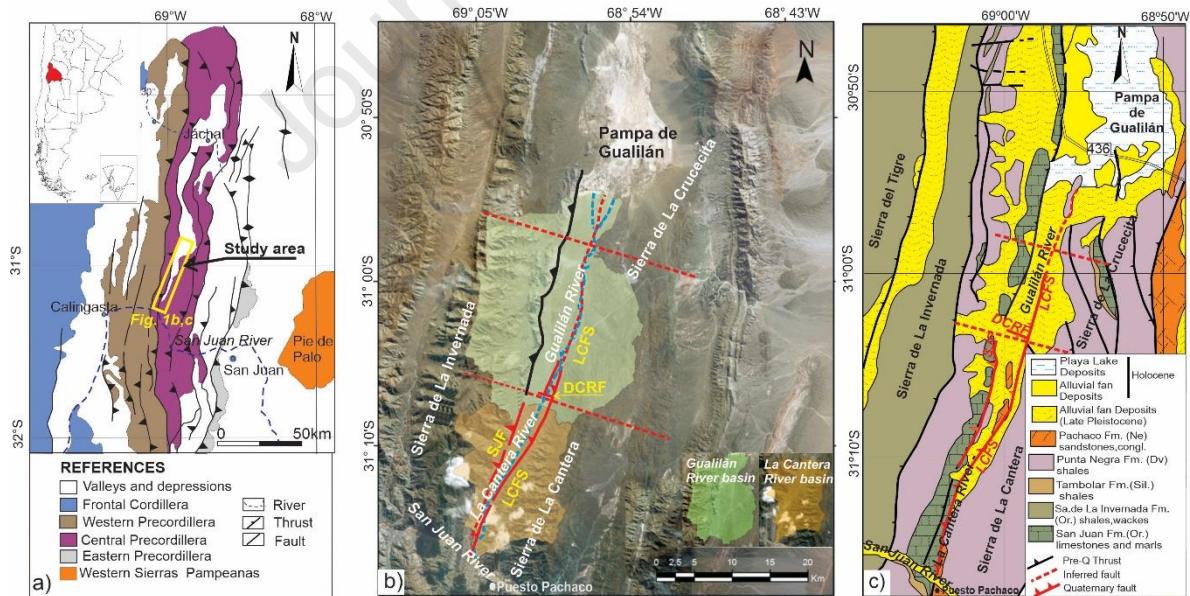 Journ
69°W
68°W
N
30°
Jáchal
Study area
31°S
Calingasta
Fig. 1b,c
San Juan River
San Juan
Pie de
Palo
32°S
0
50km
a)
REFERENCES
Valleys and depressions
Frontal Cordillera
Western Precordillera
Central Precordillera
Eastern Precordillera
Western Sierras Pampeanas
River
Thrust
Fault
69°05'W
68°54'W
68°43'W
N
30° 50'S
31° 00'S
31° 10'S
Pampa de
Gualilán
Sierra de La Crucecita
Sierra de La Invernada
Gualilán River
LCFS
DCRF
SJF
La Cantera River
LCFS
Sierra de La Cantera
San Juan River
Puesto Pachaco
Gualilán
River basin
La Cantera
River basin
0 2,5 5 10 15 20
Km
b)
69°00'W
68°50'W
N
30°50'S
31°00'S
31°10'S
Pampa
de
Gualilán
436
Sierra del Tigre
Sierra de La Invernada
Gualilán River
LCFS
Sierra de La Crucecita
DCRF
SJF
LCFS
La Cantera River
Sierra de La Cantera
San Juan River
Puesto Pachaco
Playa Lake
Deposits
Alluvial fan
Deposits
Holocene
Alluvial fan Deposits
(Late Pleistocene)
Pachaco Fm. (Ne)
sandstones,congl.
Punta Negra Fm. (Dv)
shales
Tambolar Fm.(Sil.)
shales
Sa.de La Invernada Fm.
(Or.) shales,wackes
San Juan Fm.(Or.)
limestones and marls
Pre-Q Thrust
Inferred fault
Quaternary fault
c)